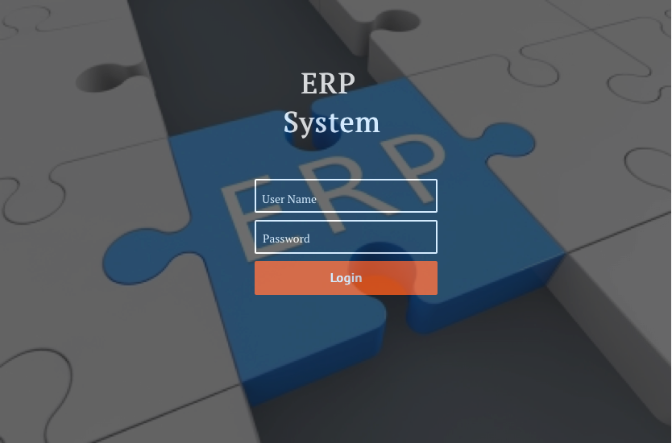 ERP
System
ERP
User Name
Password
Login